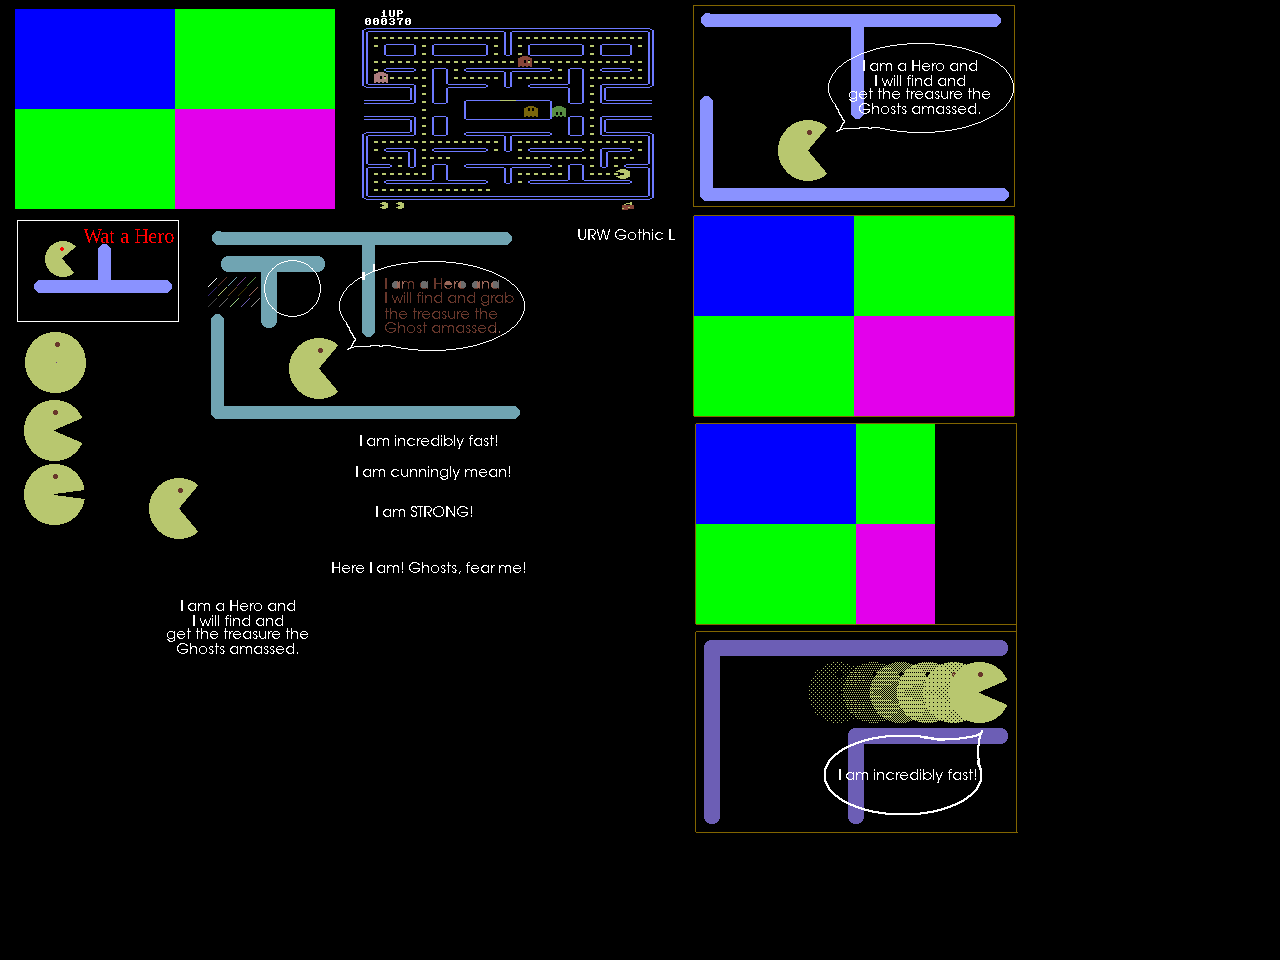 1UP
000370
I am a Hero and
I will find and
get the treasure the
Ghosts amassed.
Wat a Hero
URW Gothic L
I am a Hero and
I will find and grab
the treasure the
Ghost amassed.
I am incredibly fast!
I am cunningly mean!
I am STRONG!
Here I am! Ghosts, fear me!
I am a Hero and
I will find and
get the treasure the
Ghosts amassed.
I am incredibly fast!